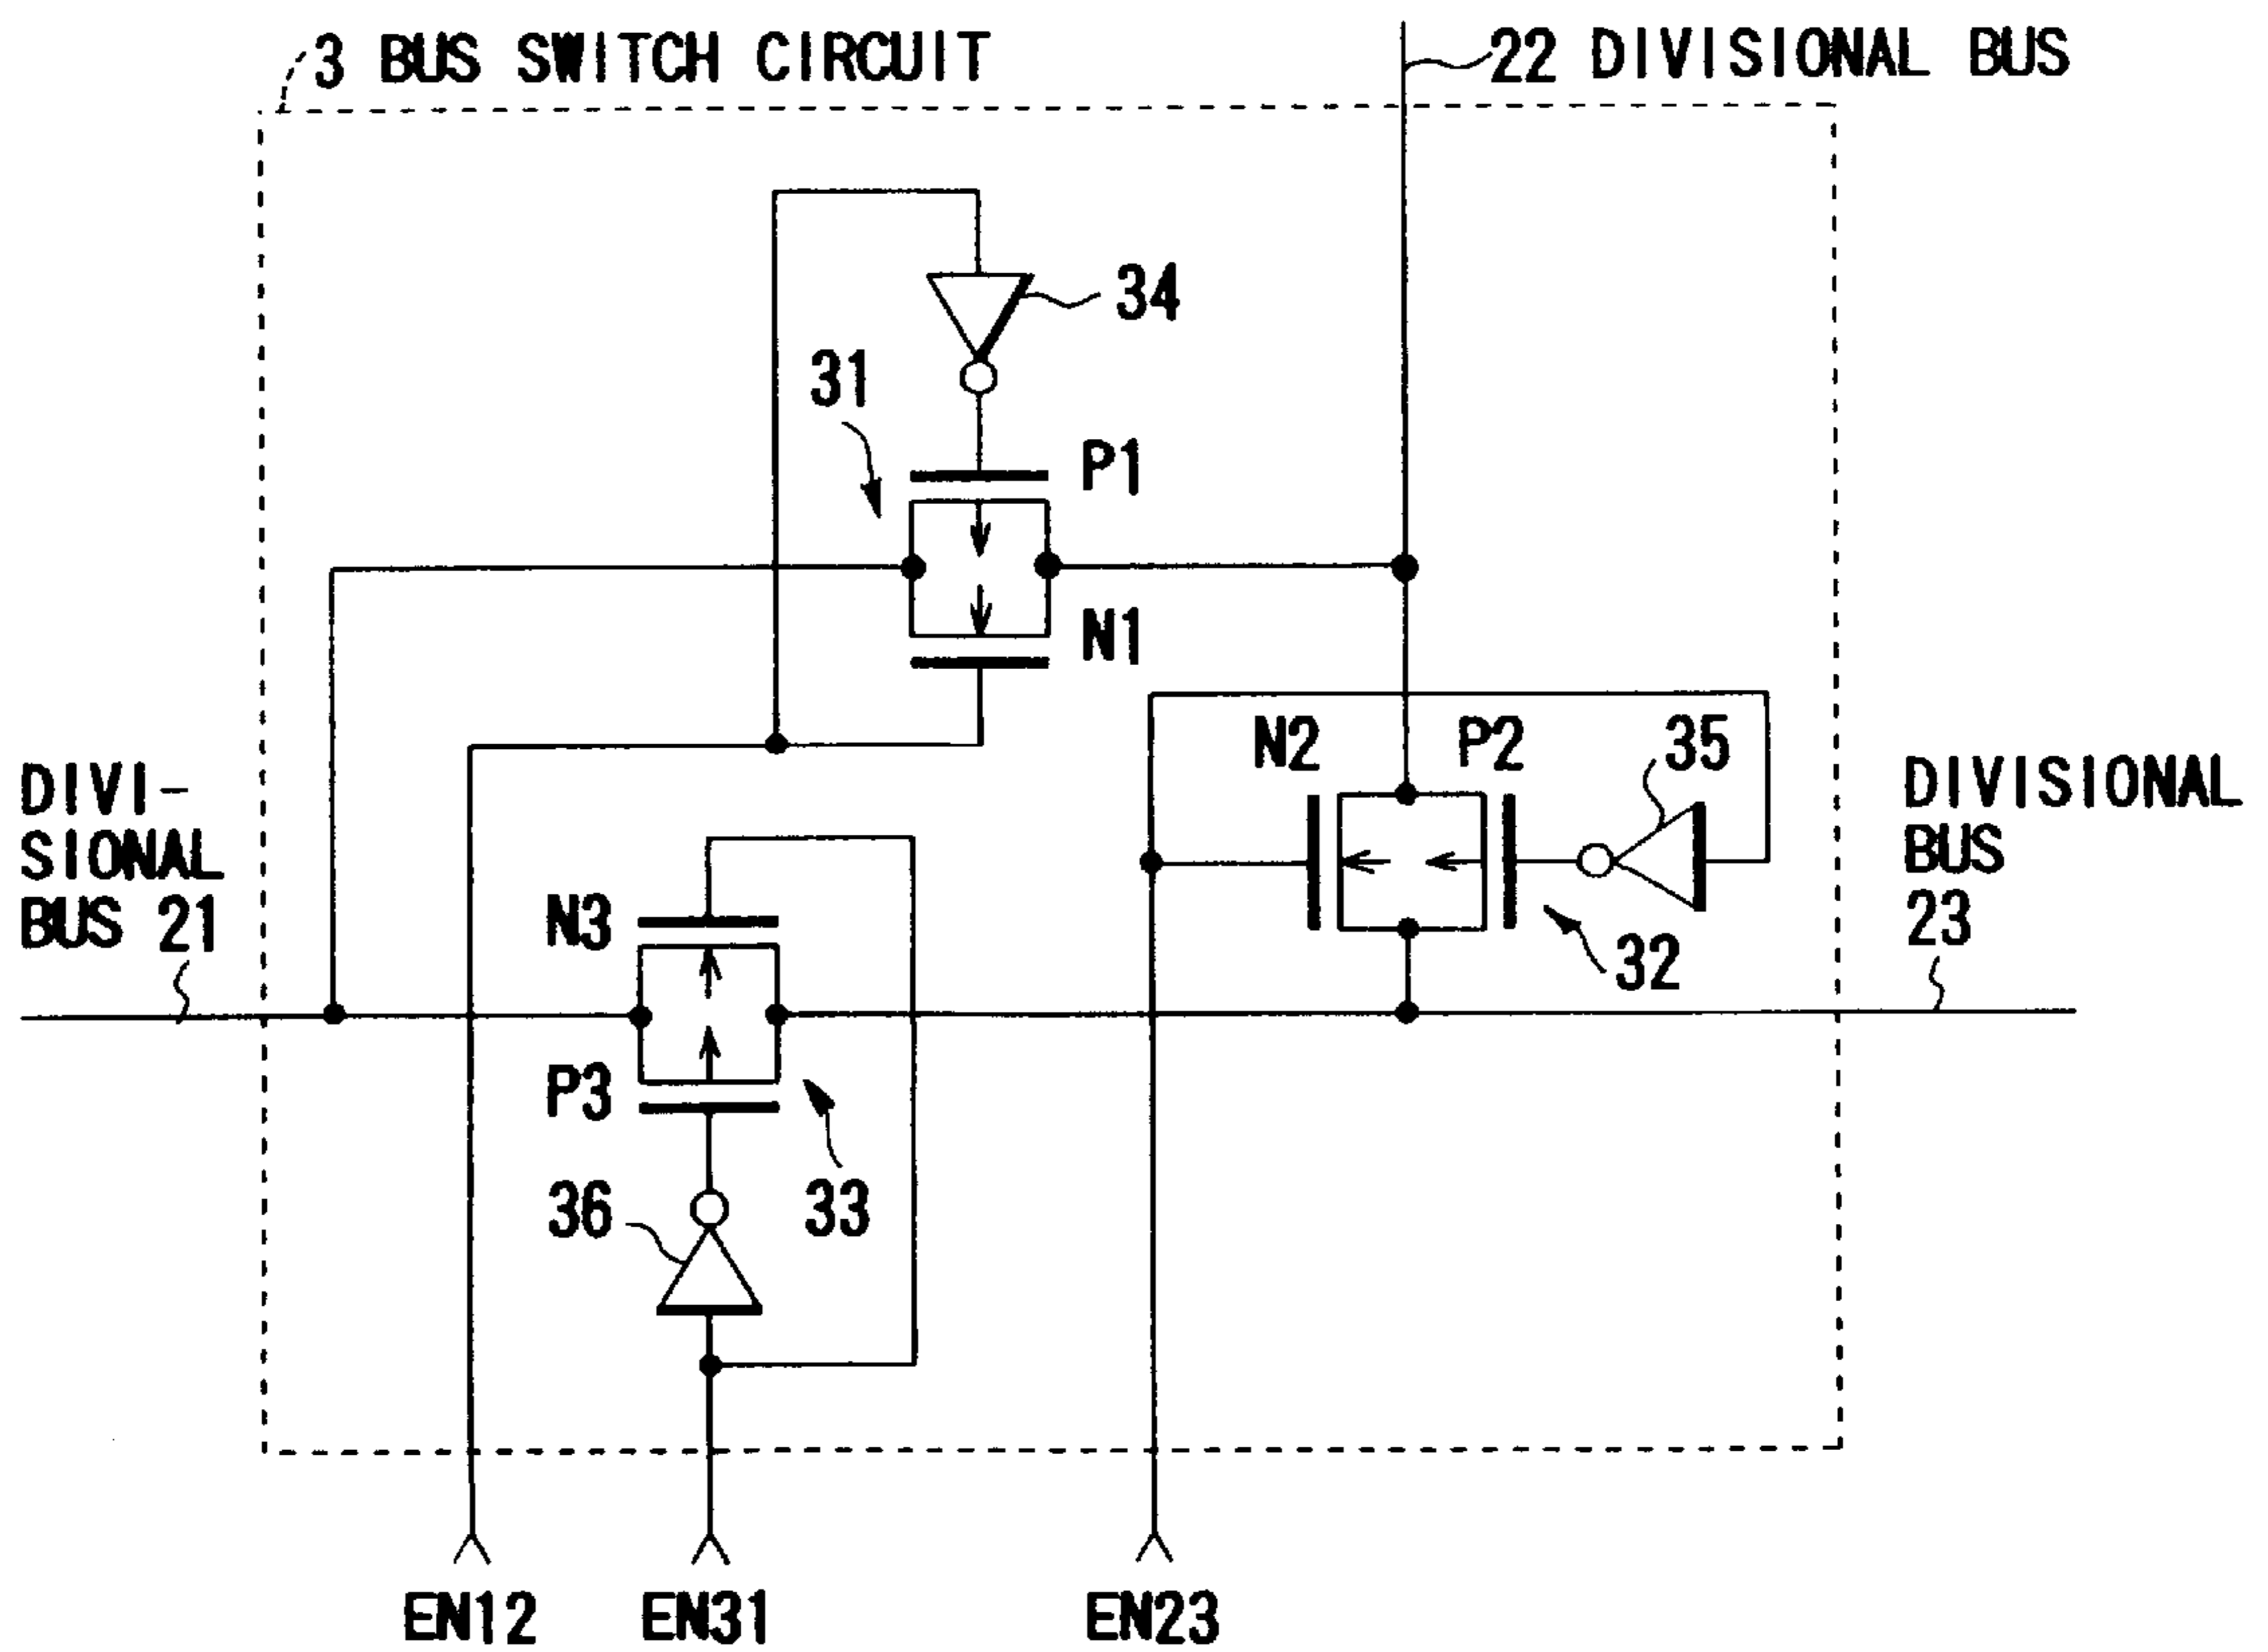 3 BUS SWITCH CIRCUIT
22 DIVISIONAL BUS
34
31
P1
N1
N2
P2
35
DIVI-
SIONAL
BUS 21
DIVISIONAL
BUS
23
N3
32
P3
36
33
EN12
EN31
EN23